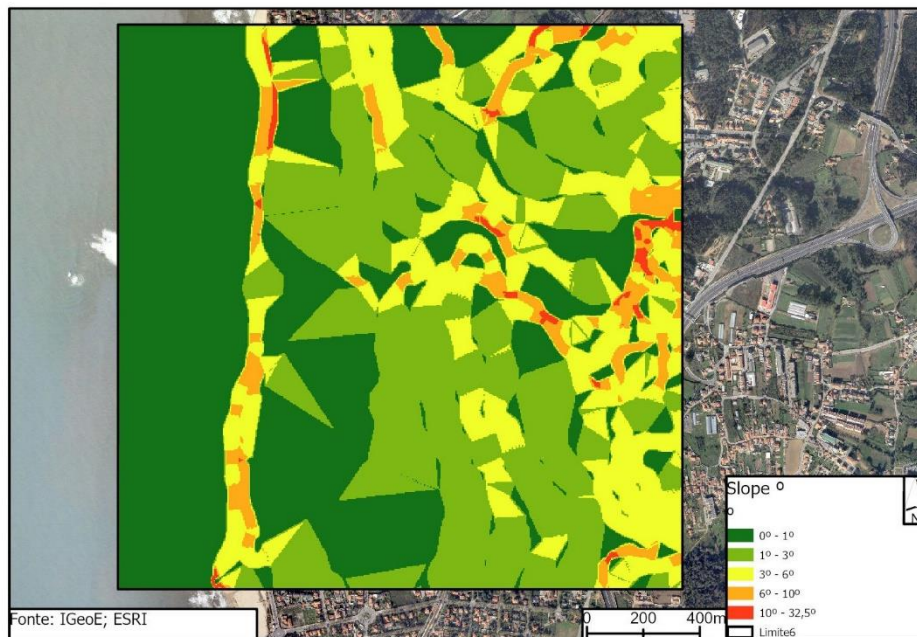 Slope º
º
0º - 1º
1º - 3º
3º - 6º
6º - 10º
10º - 32,5º
Limite6
N
Fonte: IGeoE; ESRI
0 200 400m